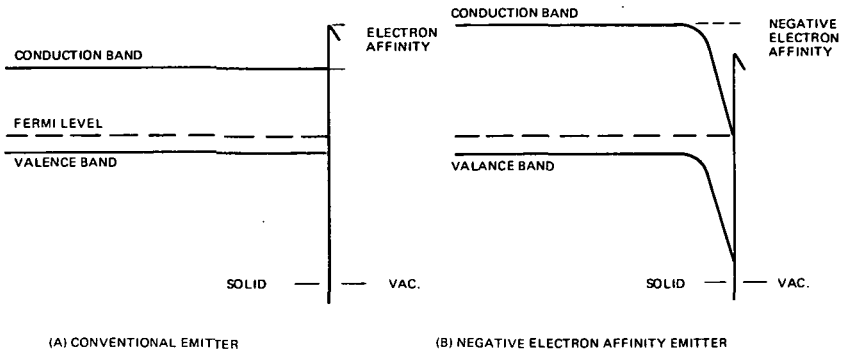 CONDUCTION BAND
ELECTRON
AFFINITY
FERMI LEVEL
VALENCE BAND
SOLID
VAC.
(A) CONVENTIONAL EMITTER
CONDUCTION BAND
NEGATIVE
ELECTRON
AFFINITY
VALANCE BAND
SOLID
VAC.
(B) NEGATIVE ELECTRON AFFINITY EMITTER